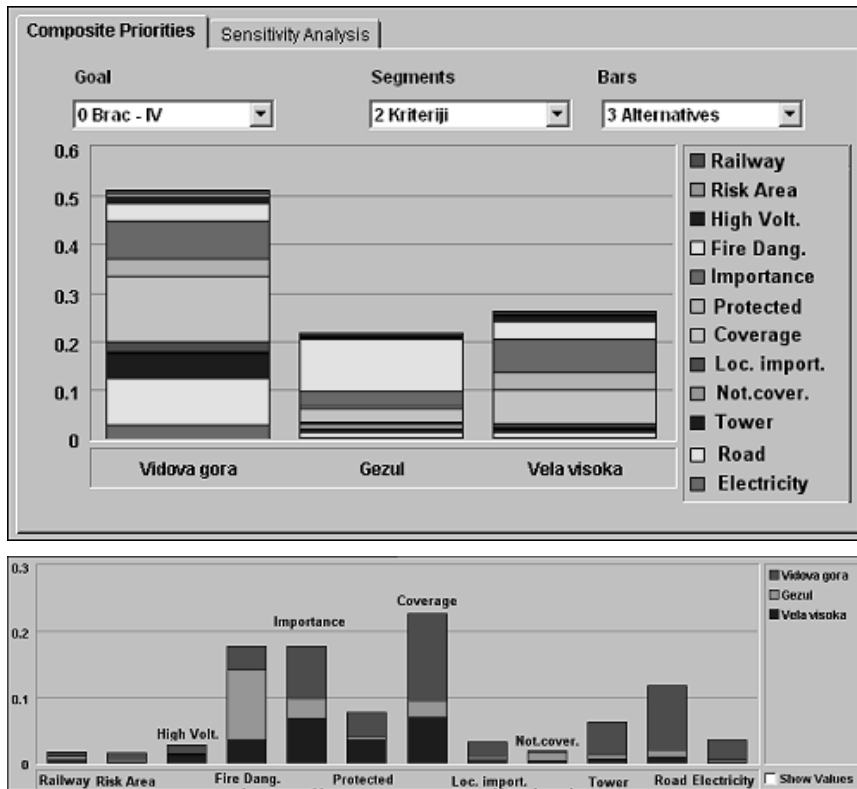 Composite Priorities Sensitivity Analysis
Goal Segments Bars
0 Brac - IV 2 Kriteriji 3 Alternatives
0.6
0.5
0.4
0.3
0.2
0.1
0
Vidova gora Gezul Vela visoka
Railway
Risk Area
High Volt.
Fire Dang.
Importance
Protected
Coverage
Loc. import.
Not.cover.
Tower
Road
Electricity
0.3
0.2
0.1
0
Vidova gora
Gezul
Vela visoka
Coverage
Importance
High Volt.
Not.cover.
Railway Risk Area Fire Dang. Protected Loc. import. Tower Road Electricity
Show Values